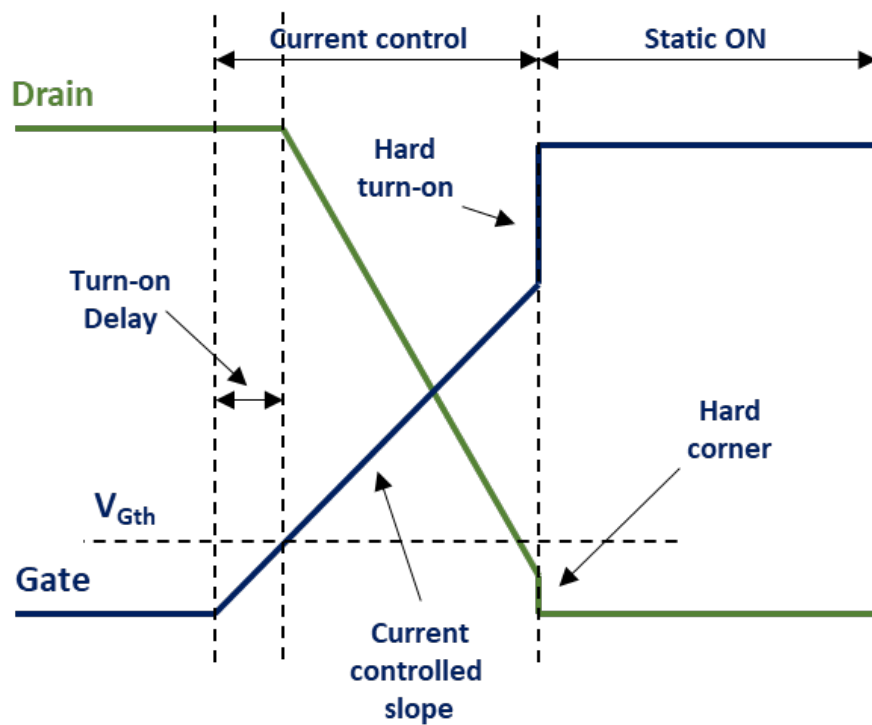 Current control
Static ON
Drain
Hard
turn-on
Turn-on
Delay
Hard
corner
VGth
Gate
Current
controlled
slope